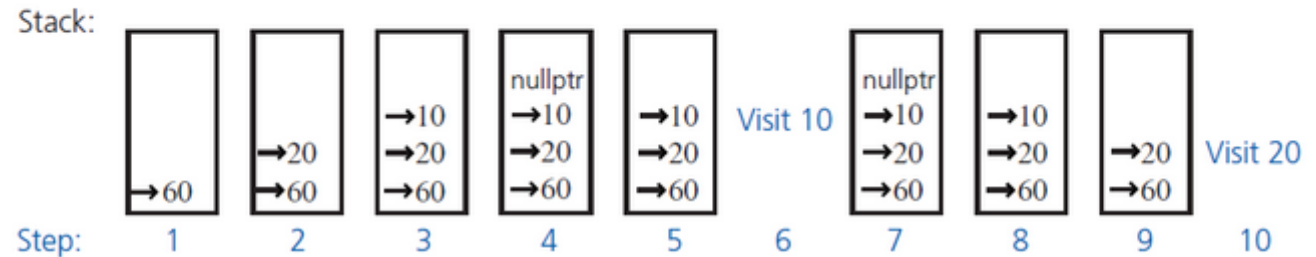 Stack:
nullptr nullptr
→10 →10 →10 Visit 10 →10 →10
→20 →20 →20 →20 →20 →20 →20 Visit 20
→60 →60 →60 →60 →60 →60 →60 →60
Step: 1 2 3 4 5 6 7 8 9 10